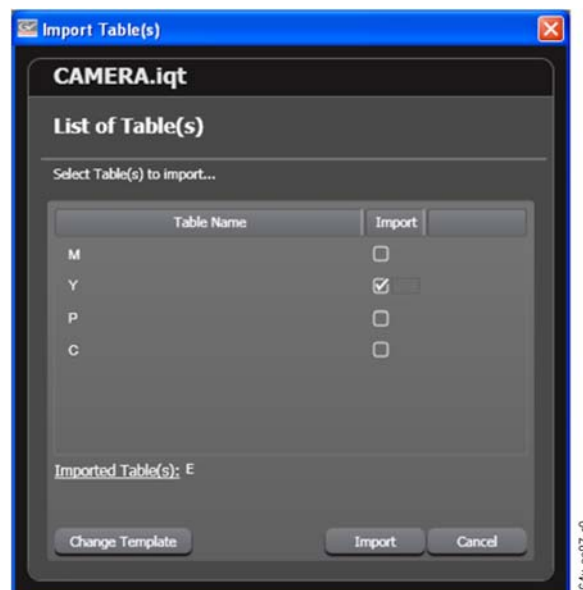 Import Table(s)
CAMERA.iqt
List of Table(s)
Select Table(s) to import...
Table Name Import
M
Y
P
C
Imported Table(s): E
Change Template Import Cancel